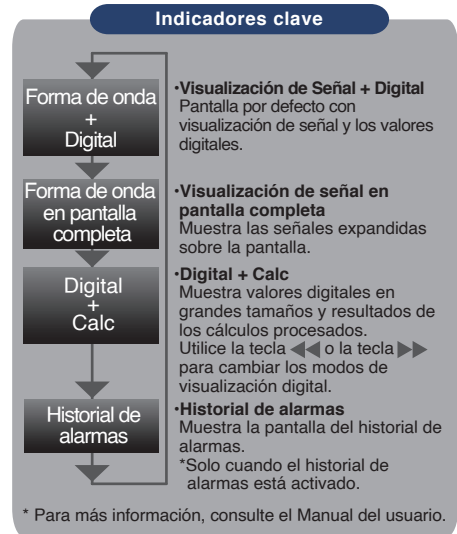 Indicadores clave
Forma de onda
+
Digital
·Visualización de Señal + Digital
Pantalla por defecto con
visualización de señal y los valores
digitales.
Forma de onda
en pantalla
completa
·Visualización de señal en
pantalla completa
Muestra las señales expandidas
sobre la pantalla.
Digital
+
Calc
·Digital + Calc
Muestra valores digitales en
grandes tamaños y resultados de
los cálculos procesados.
Utilice la tecla ◀◀ o la tecla ▶▶
para cambiar los modos de
visualización digital.
Historial de
alarmas
·Historial de alarmas
Muestra la pantalla del historial de
alarmas.
*Solo cuando el historial de
alarmas está activado.
* Para más información, consulte el Manual del usuario.